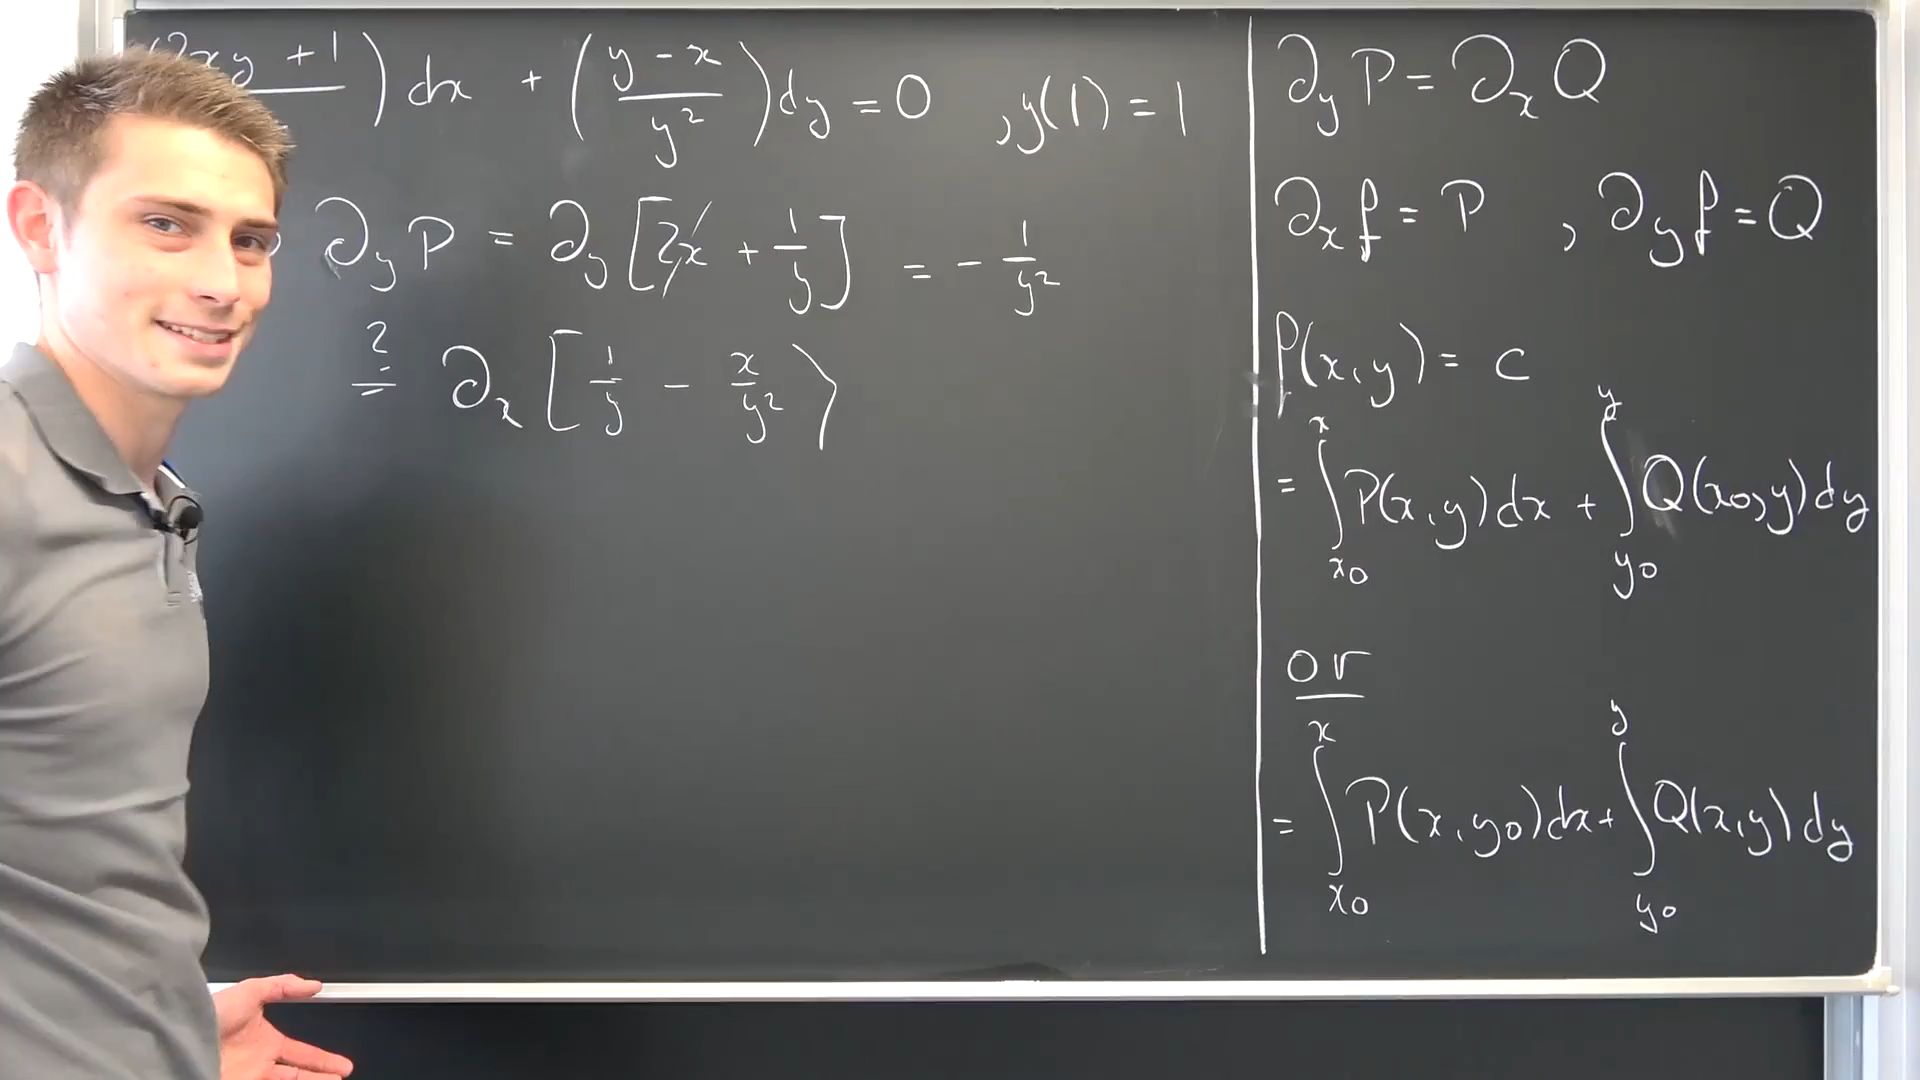 (2xy + 1 / ) dx + ( y - x / y² ) dy = 0 , y(1) = 1
∂y P = ∂y [ 2x + 1/y ] = - 1/y²
?= ∂x [ 1/y - x/y² ⟩
∂y P = ∂x Q
∂x f = P , ∂y f = Q
f(x, y) = c
= ∫_{x0}^{x} P(x, y) dx + ∫_{y0}^{y} Q(x0, y) dy
or
= ∫_{x0}^{x} P(x, y0) dx + ∫_{y0}^{y} Q(x, y) dy